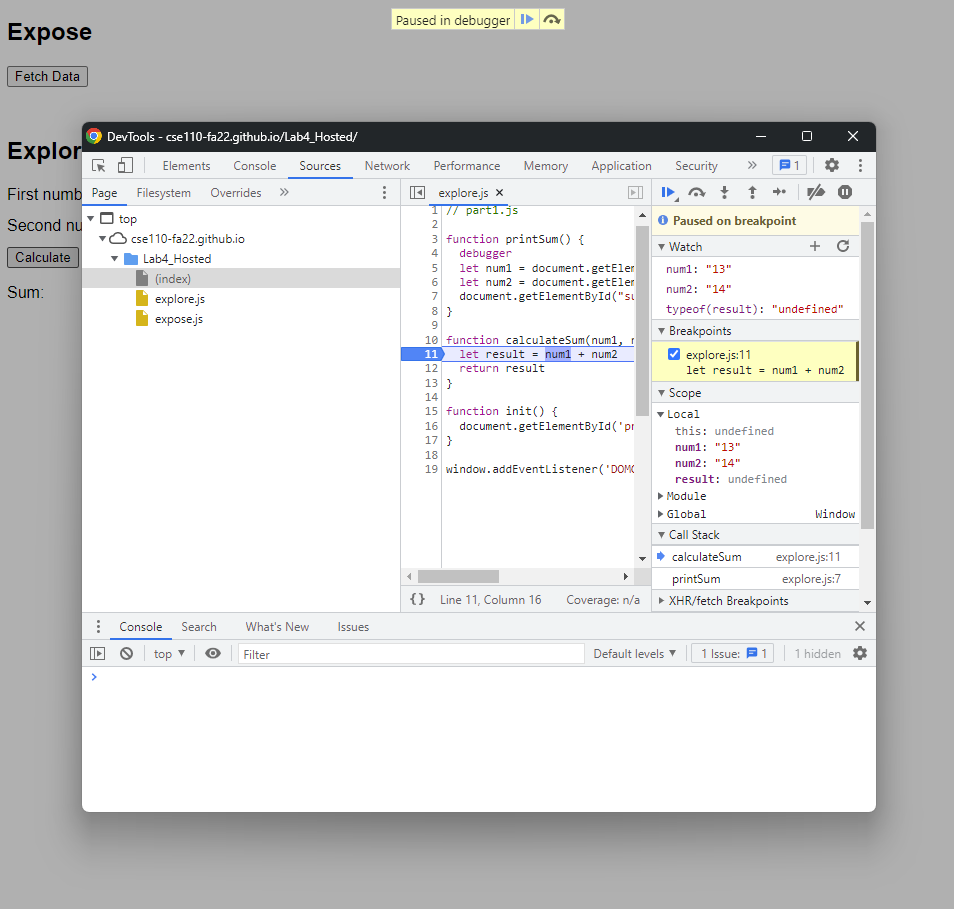 Paused in debugger
Expose
Fetch Data
Explor
First numb
Second nu
Calculate
Sum:
DevTools - cse110-fa22.github.io/Lab4_Hosted/
Elements Console Sources Network Performance Memory Application Security » 1
Page Filesystem Overrides »
top
cse110-fa22.github.io
Lab4_Hosted
(index)
explore.js
expose.js
explore.js ×
1 // part1.js
2
3 function printSum() {
4 debugger
5 let num1 = document.getElem
6 let num2 = document.getElem
7 document.getElementById("su
8 }
9
10 function calculateSum(num1, n
11 let result = num1 + num2
12 return result
13 }
14
15 function init() {
16 document.getElementById('pr
17 }
18
19 window.addEventListener('DOMC
{} Line 11, Column 16 Coverage: n/a
Paused on breakpoint
Watch
num1: "13"
num2: "14"
typeof(result): "undefined"
Breakpoints
explore.js:11
let result = num1 + num2
Scope
Local
this: undefined
num1: "13"
num2: "14"
result: undefined
Module
Global Window
Call Stack
calculateSum explore.js:11
printSum explore.js:7
XHR/fetch Breakpoints
Console Search What's New Issues
top Filter Default levels 1 Issue: 1 1 hidden